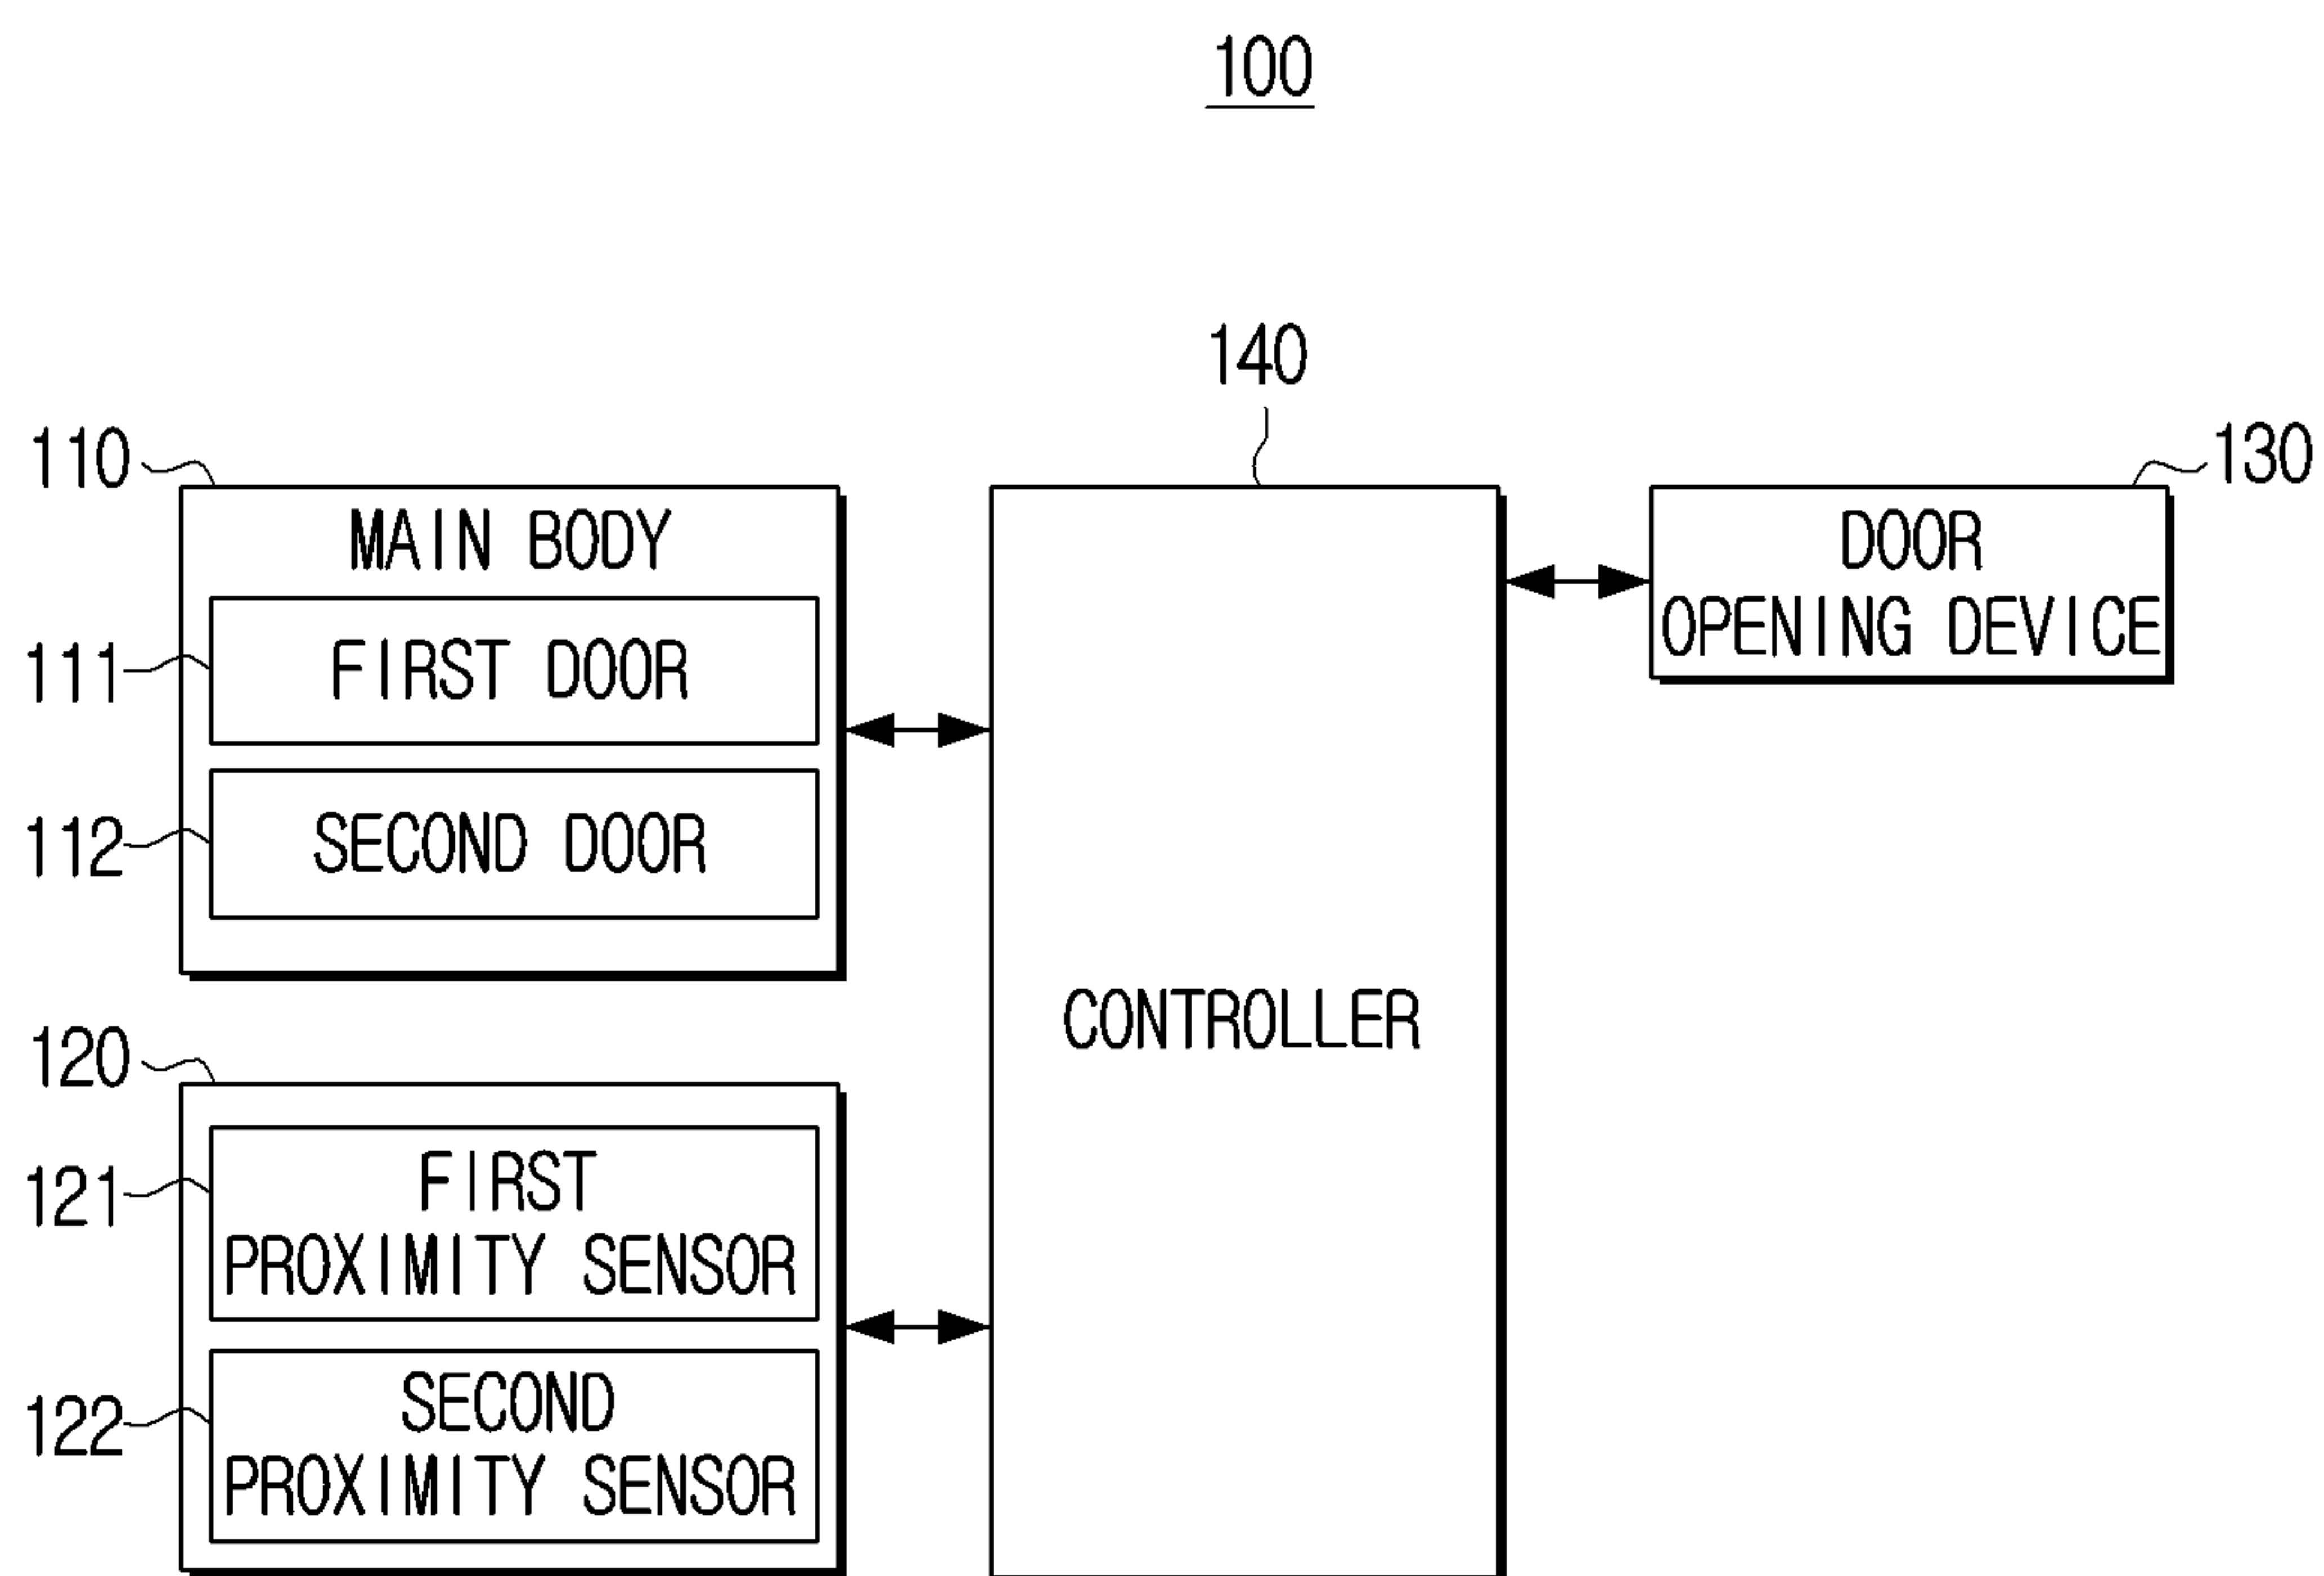 100
140
110
130
MAIN BODY
DOOR
OPENING DEVICE
111
FIRST DOOR
112
SECOND DOOR
CONTROLLER
120
121
FIRST
PROXIMITY SENSOR
122
SECOND
PROXIMITY SENSOR